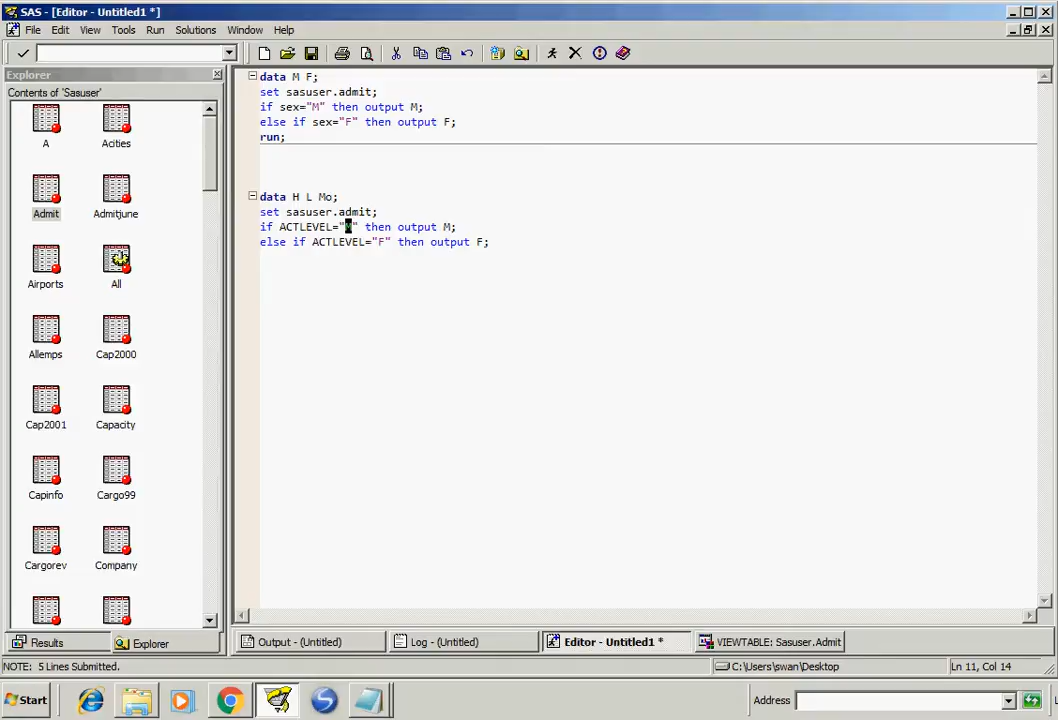 SAS - [Editor - Untitled1 *]
File Edit View Tools Run Solutions Window Help
Explorer
Contents of 'Sasuser'
A Acities
Admit Admitjune
Airports All
Allemps Cap2000
Cap2001 Capacity
Capinfo Cargo99
Cargorev Company
data M F;
set sasuser.admit;
if sex="M" then output M;
else if sex="F" then output F;
run;
data H L Mo;
set sasuser.admit;
if ACTLEVEL="M" then output M;
else if ACTLEVEL="F" then output F;
Results Explorer
Output - (Untitled) Log - (Untitled) Editor - Untitled1 * VIEWTABLE: Sasuser.Admit
NOTE: 5 Lines Submitted. C:\Users\swan\Desktop Ln 11, Col 14
Start Address